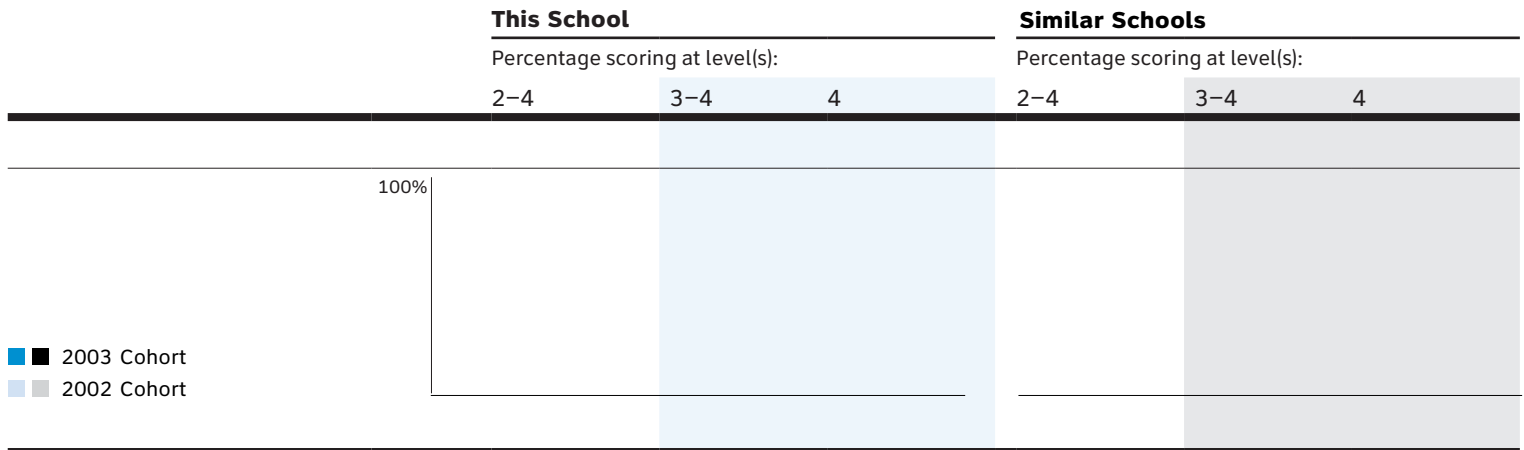 This School Similar Schools
Percentage scoring at level(s): Percentage scoring at level(s):
2–4 3–4 4 2–4 3–4 4
100%
2003 Cohort
2002 Cohort